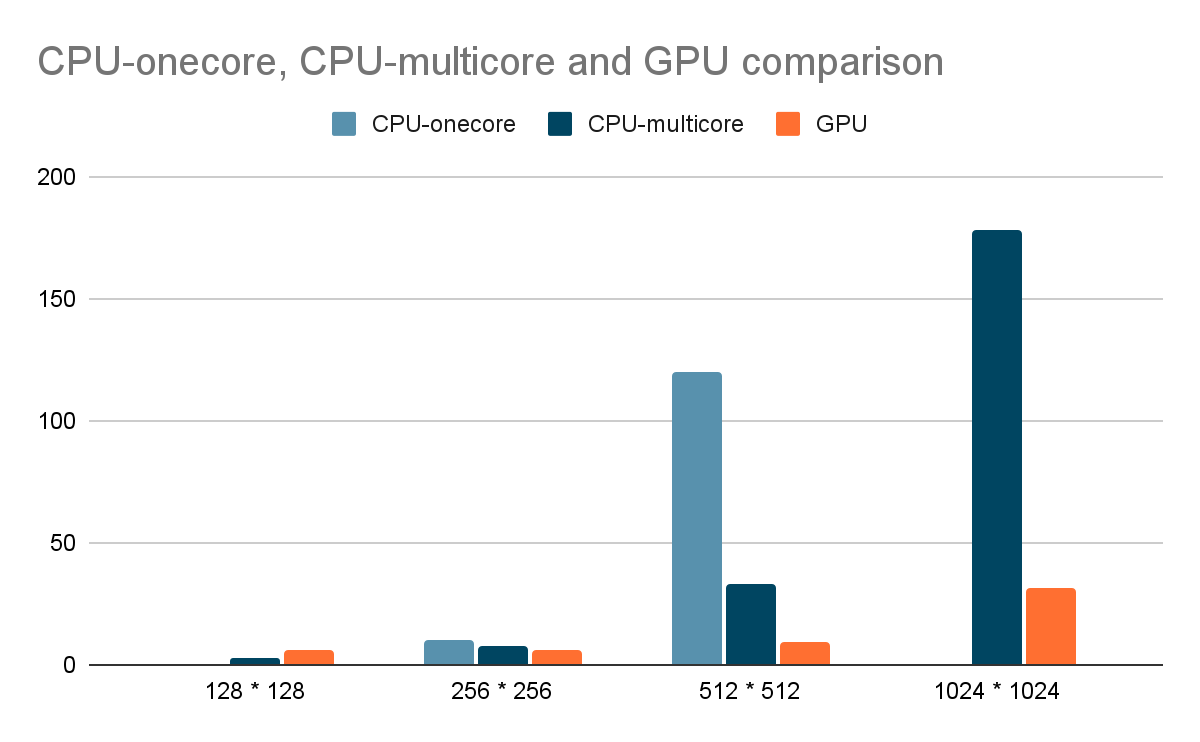 CPU-onecore, CPU-multicore and GPU comparison
CPU-onecore CPU-multicore GPU
200
150
100
50
0
128 * 128 256 * 256 512 * 512 1024 * 1024